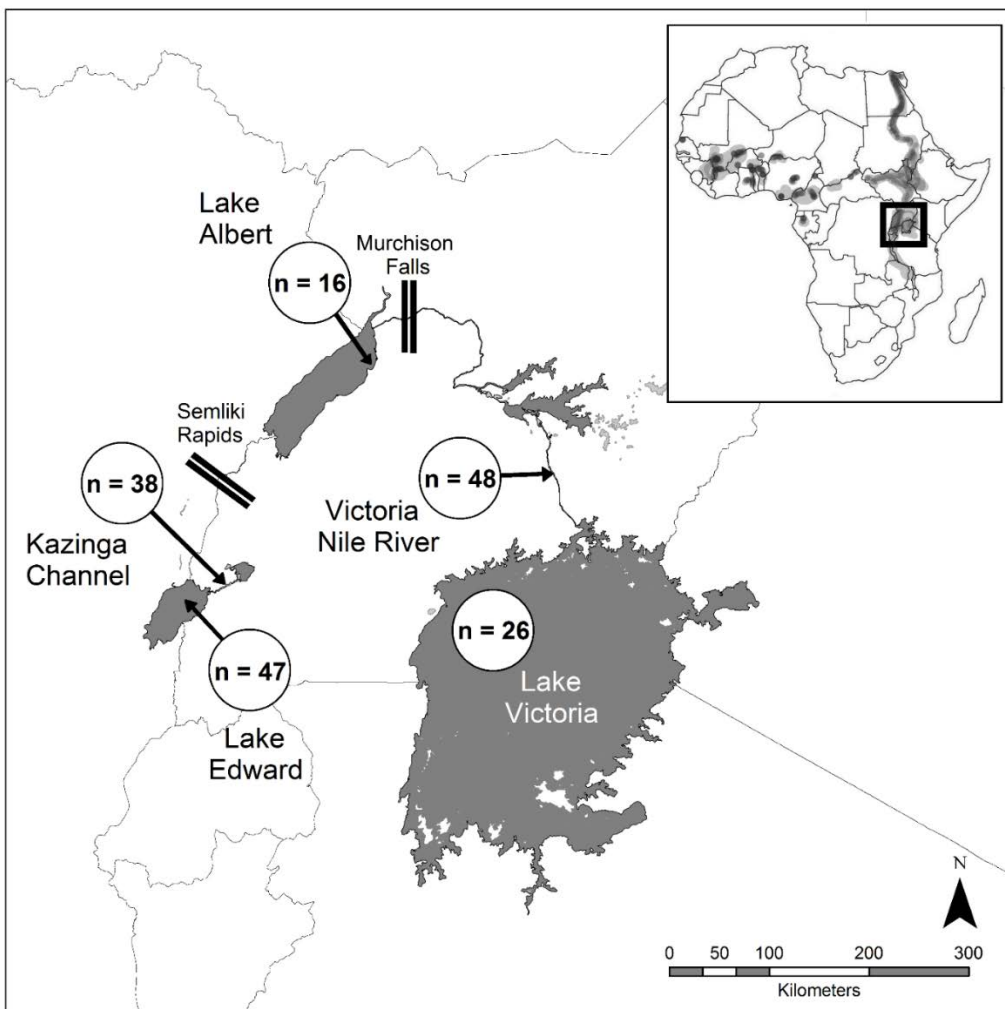 Lake
Albert
n = 16
Murchison
Falls
Semliki
Rapids
n = 38
Kazinga
Channel
n = 48
Victoria
Nile River
n = 26
Lake
Victoria
n = 47
Lake
Edward
N
0 50 100 200 300
Kilometers